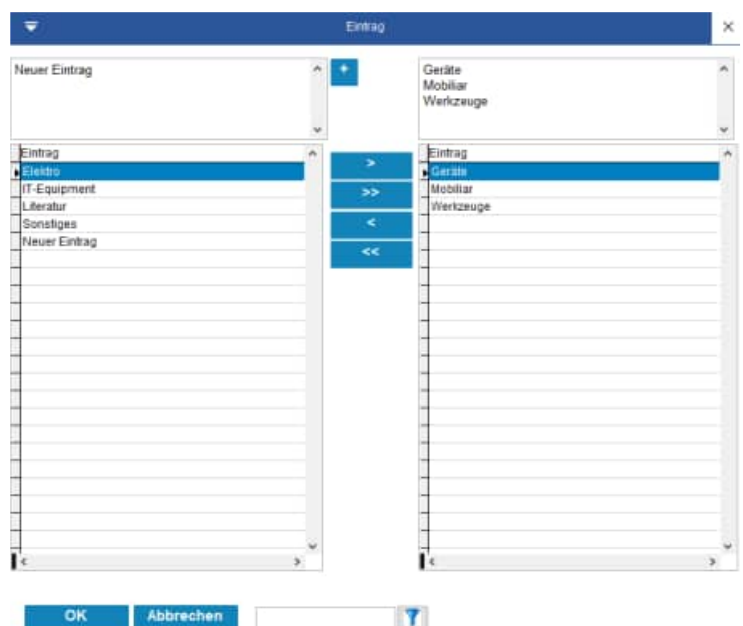 Eintrag
Neuer Eintrag
+
Geräte
Mobiliar
Werkzeuge
Eintrag
Elektro
IT-Equipment
Literatur
Sonstiges
Neuer Eintrag
>
>>
<
<<
Eintrag
Geräte
Mobiliar
Werkzeuge
OK
Abbrechen